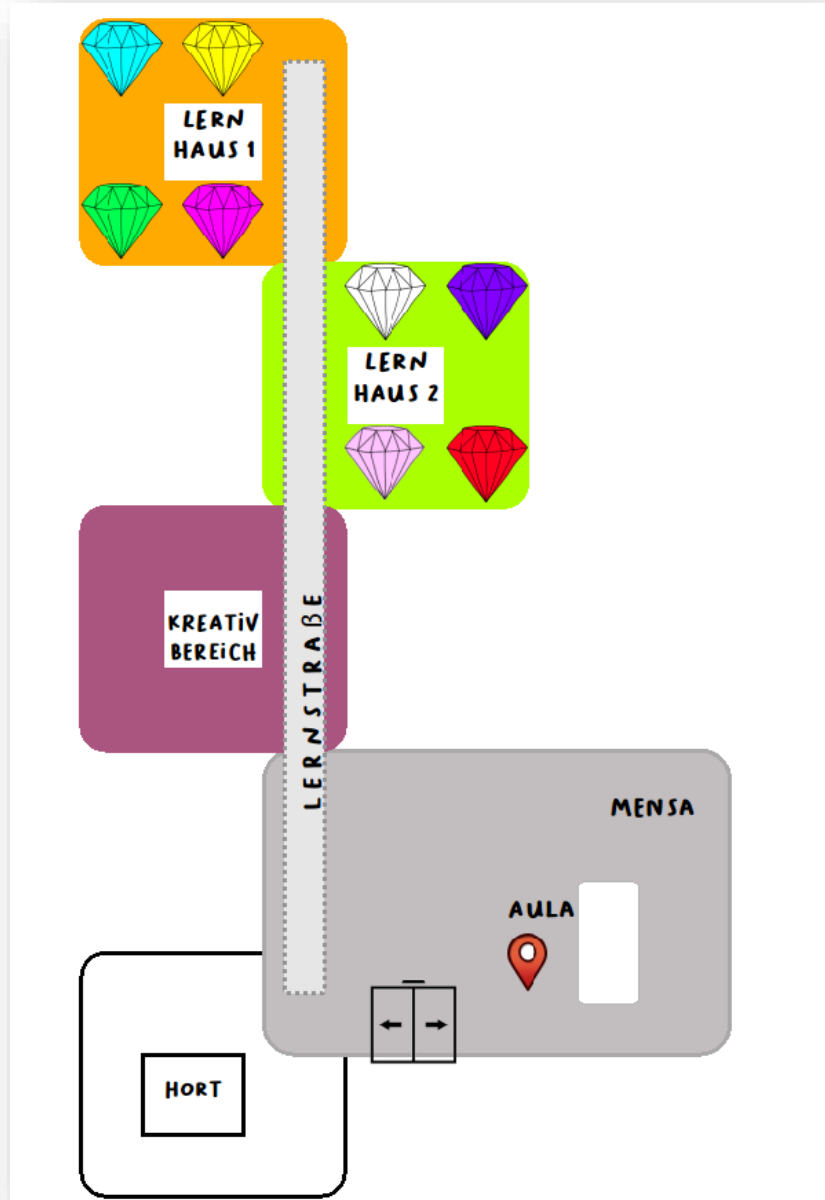 LERN
HAUS 1
LERN
HAUS 2
KREATiV
BEREiCH
LERNSTRAßE
MENSA
AULA
HORT